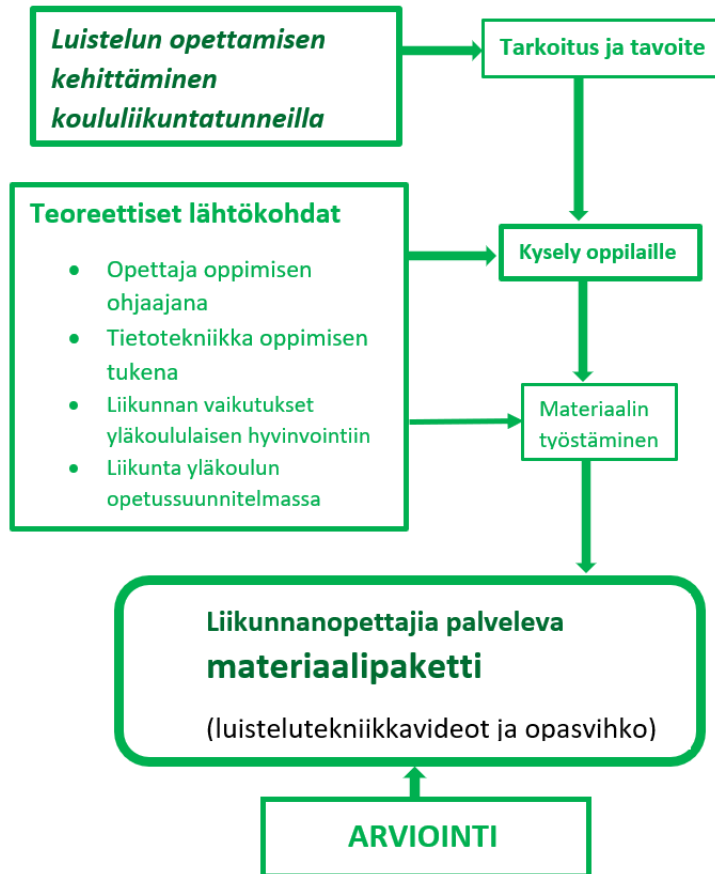 Luistelun opettamisen
kehittäminen
koululiikuntatunneilla
Tarkoitus ja tavoite
Teoreettiset lähtökohdat
• Opettaja oppimisen
ohjaajana
• Tietotekniikka oppimisen
tukena
• Liikunnan vaikutukset
yläkoululaisen hyvinvointiin
• Liikunta yläkoulun
opetussuunnitelmassa
Kysely oppilaille
Materiaalin
työstäminen
Liikunnanopettajia palveleva
materiaalipaketti
(luistelutekniikkavideot ja opasvihko)
ARVIOINTI